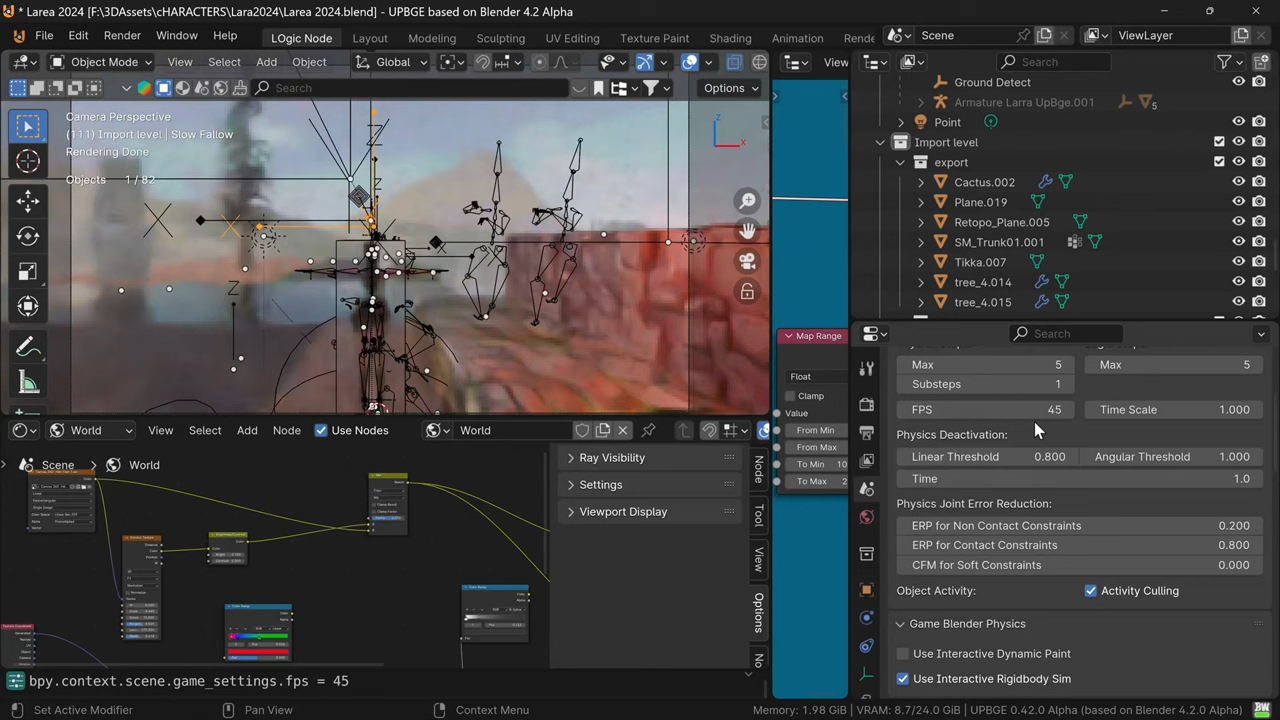 * Larea 2024 [F:\3DAssets\cHARACTERS\Lara2024\Larea 2024.blend] - UPBGE based on Blender 4.2.0 Alpha
File Edit Render Window Help LOgic Node Layout Modeling Sculpting UV Editing Texture Paint Shading Animation Rende Scene ViewLayer
Object Mode View Select Add Object Global View Search
Search Options
Camera Perspective
(111) Import level | Slow Fallow
Rendering Done
Objects 1 / 82
Z
X
Ground Detect
Armature Larra UpBge.001 5
Point
Import level
export
Cactus.002
Plane.019
Retopo_Plane.005
SM_Trunk01.001
Tikka.007
tree_4.014
tree_4.015
Search
Map Range
Float
Clamp
Value
From Min
From Max
To Min 10
To Max 2
Max 5 Max 5
Substeps 1
FPS 45 Time Scale 1.000
Physics Deactivation:
Linear Threshold 0.800 Angular Threshold 1.000
Time 1.0
Physics Joint Error Reduction:
ERP for Non Contact Constraints 0.200
ERP for Contact Constraints 0.800
CFM for Soft Constraints 0.000
Object Activity: Activity Culling
Game Blender Physics
Use Interactive Dynamic Paint
Use Interactive Rigidbody Sim
World View Select Add Node Use Nodes World
Scene World
Ray Visibility
Settings
Viewport Display
Node
Tool
View
Options
No
bpy.context.scene.game_settings.fps = 45
Set Active Modifier Pan View Context Menu Memory: 1.98 GiB | VRAM: 8.7/24.0 GiB | UPBGE 0.42.0 Alpha (based on Blender 4.2.0 Alpha)